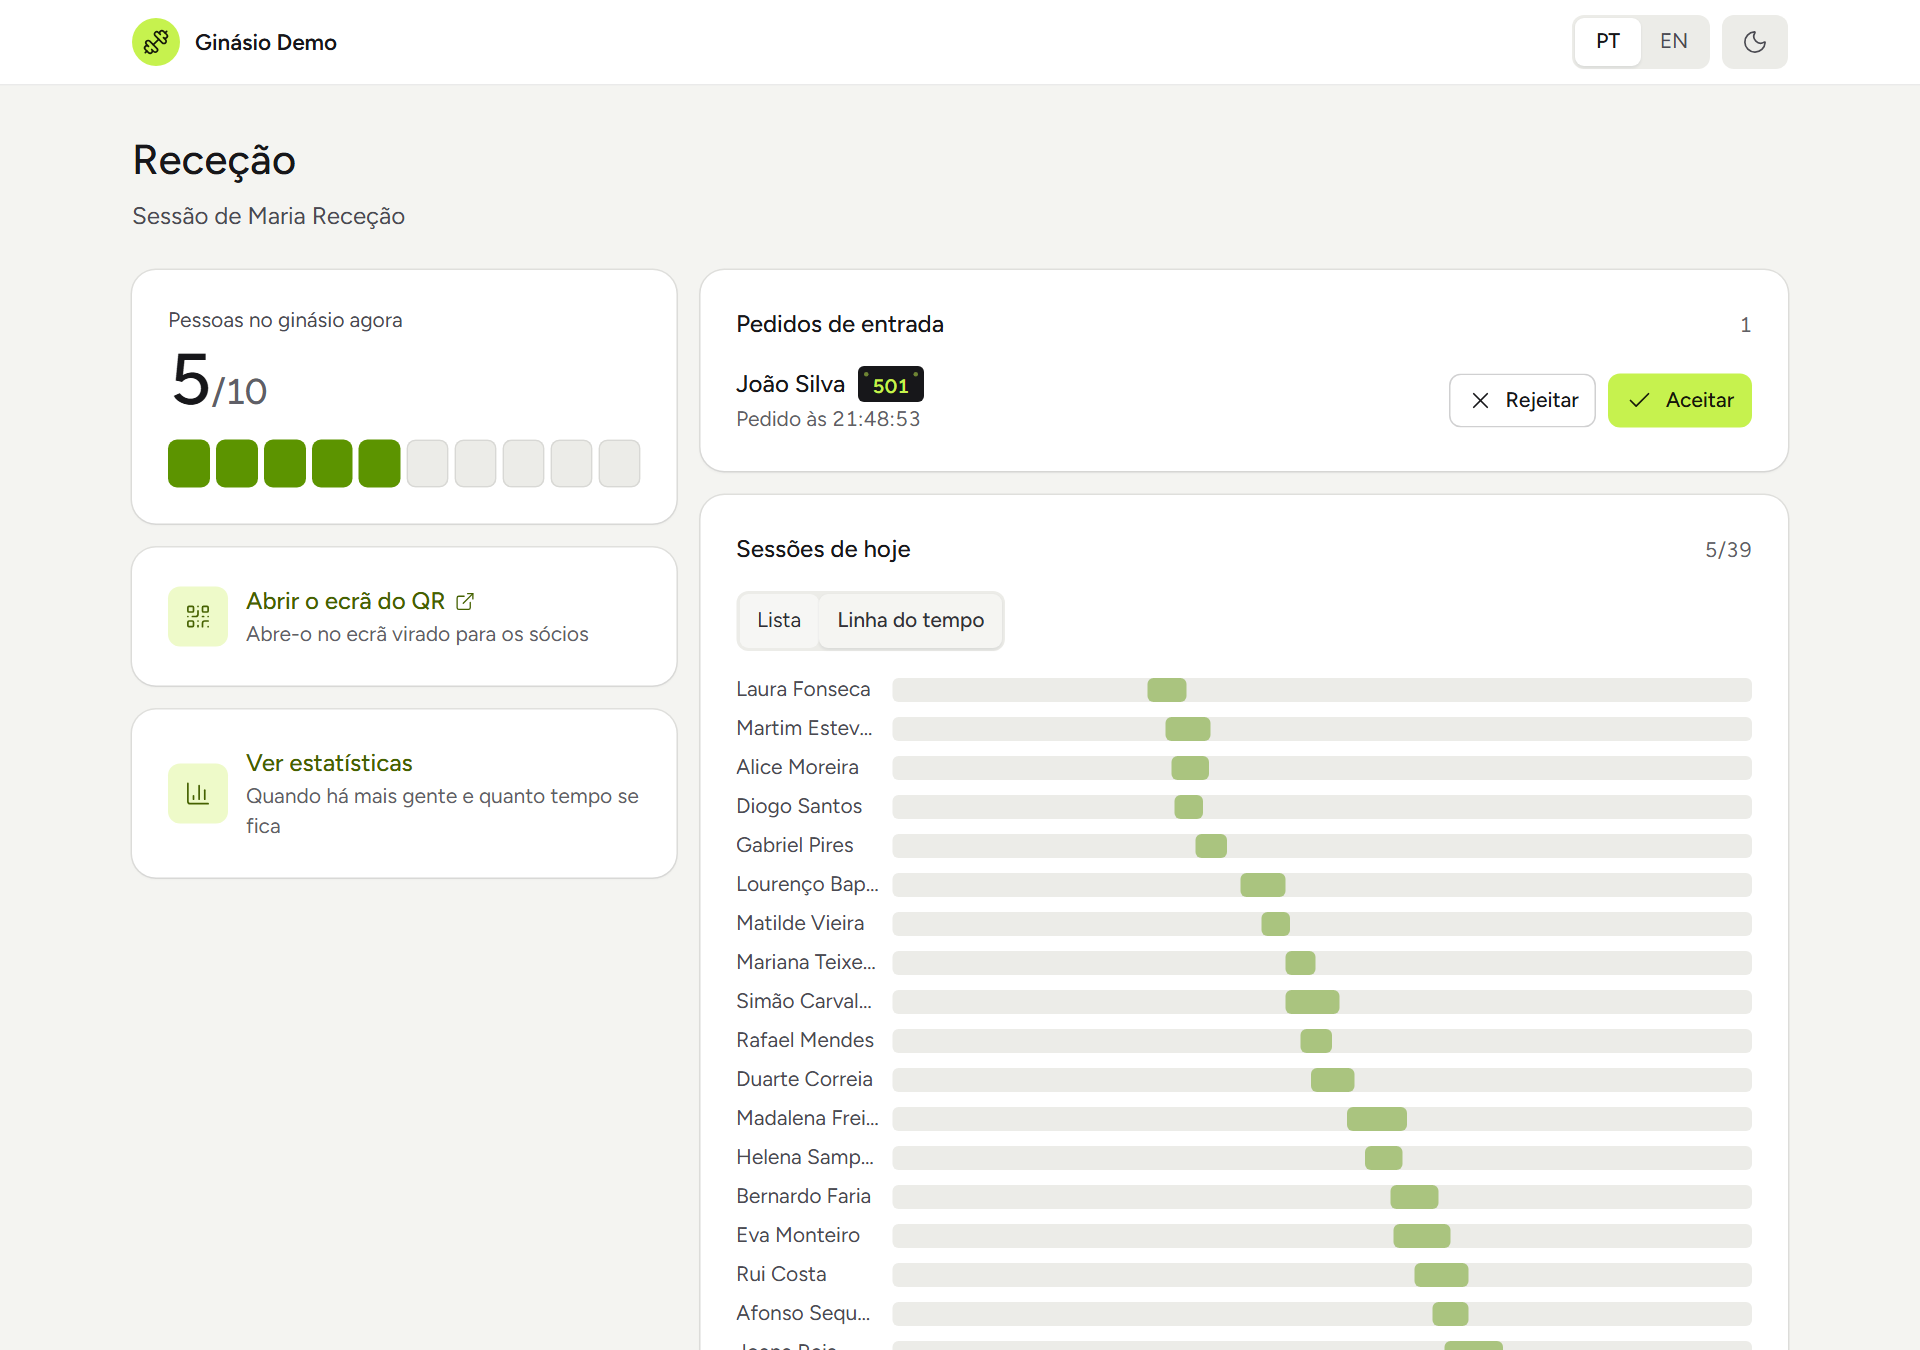 Ginásio Demo
PT
EN
Receção
Sessão de Maria Receção
Pessoas no ginásio agora
5/10
Abrir o ecrã do QR
Abre-o no ecrã virado para os sócios
Ver estatísticas
Quando há mais gente e quanto tempo se
fica
Pedidos de entrada
1
João Silva
501
Pedido às 21:48:53
Rejeitar
Aceitar
Sessões de hoje
5/39
Lista
Linha do tempo
Laura Fonseca
Martim Estev...
Alice Moreira
Diogo Santos
Gabriel Pires
Lourenço Bap...
Matilde Vieira
Mariana Teixe...
Simão Carval...
Rafael Mendes
Duarte Correia
Madalena Frei...
Helena Samp...
Bernardo Faria
Eva Monteiro
Rui Costa
Afonso Sequ...